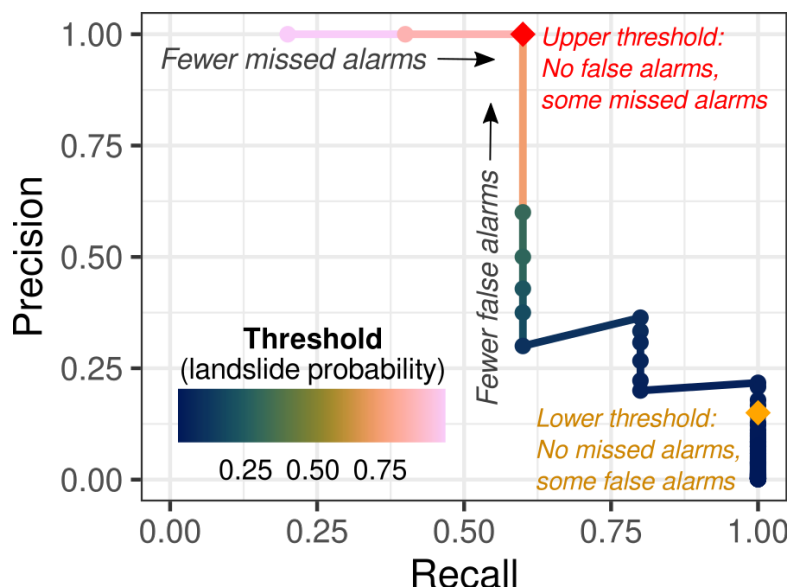 1.00
0.75
0.50
0.25
0.00
Precision
Fewer missed alarms
Upper threshold:
No false alarms,
some missed alarms
Fewer false alarms
Threshold
(landslide probability)
0.25 0.50 0.75
Lower threshold:
No missed alarms,
some false alarms
0.00 0.25 0.50 0.75 1.00
Recall